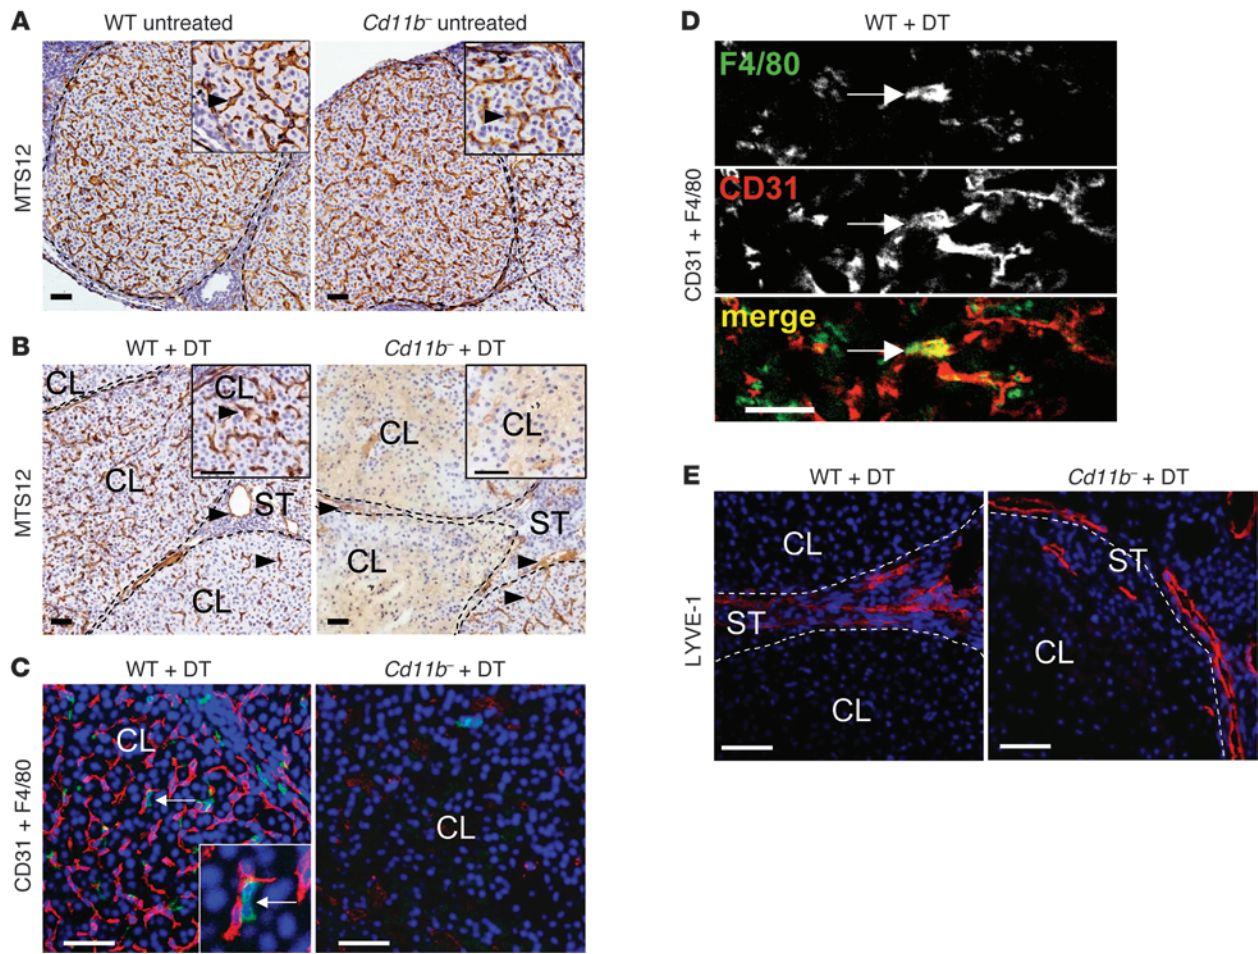 A
WT untreated
Cd11b⁻ untreated
MTS12
B
WT + DT
Cd11b⁻ + DT
MTS12
CL
CL
CL
ST
CL
CL
CL
ST
CL
C
WT + DT
Cd11b⁻ + DT
CD31 + F4/80
CL
CL
D
WT + DT
CD31 + F4/80
F4/80
CD31
merge
E
WT + DT
Cd11b⁻ + DT
LYVE-1
CL
ST
CL
ST
CL